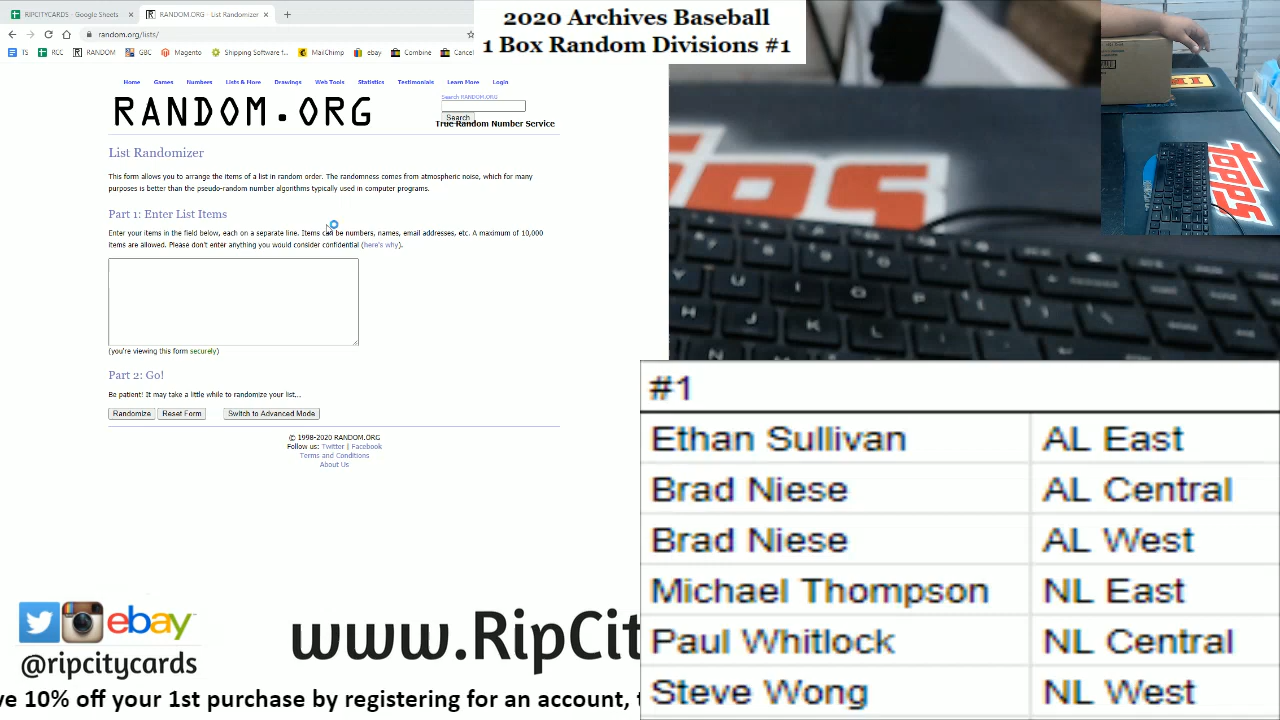 RIPCITYCARDS - Google Sheets
RANDOM.ORG - List Randomizer
random.org/lists/
TS RCC RANDOM GBC Magento Shipping Software f... MailChimp ebay Combine Cancel
2020 Archives Baseball
1 Box Random Divisions #1
Home Games Numbers Lists & More Drawings Web Tools Statistics Testimonials Learn More Login
RANDOM.ORG
Search RANDOM.ORG
Search
True Random Number Service
List Randomizer
This form allows you to arrange the items of a list in random order. The randomness comes from atmospheric noise, which for many
purposes is better than the pseudo-random number algorithms typically used in computer programs.
Part 1: Enter List Items
Enter your items in the field below, each on a separate line. Items can be numbers, names, email addresses, etc. A maximum of 10,000
items are allowed. Please don't enter anything you would consider confidential (here's why).
(you're viewing this form securely)
Part 2: Go!
Be patient! It may take a little while to randomize your list...
Randomize Reset Form Switch to Advanced Mode
© 1998-2020 RANDOM.ORG
Follow us: Twitter | Facebook
Terms and Conditions
About Us
topps
#1
Ethan Sullivan AL East
Brad Niese AL Central
Brad Niese AL West
Michael Thompson NL East
Paul Whitlock NL Central
Steve Wong NL West
ebay
@ripcitycards
www.RipCit
ve 10% off your 1st purchase by registering for an account, t